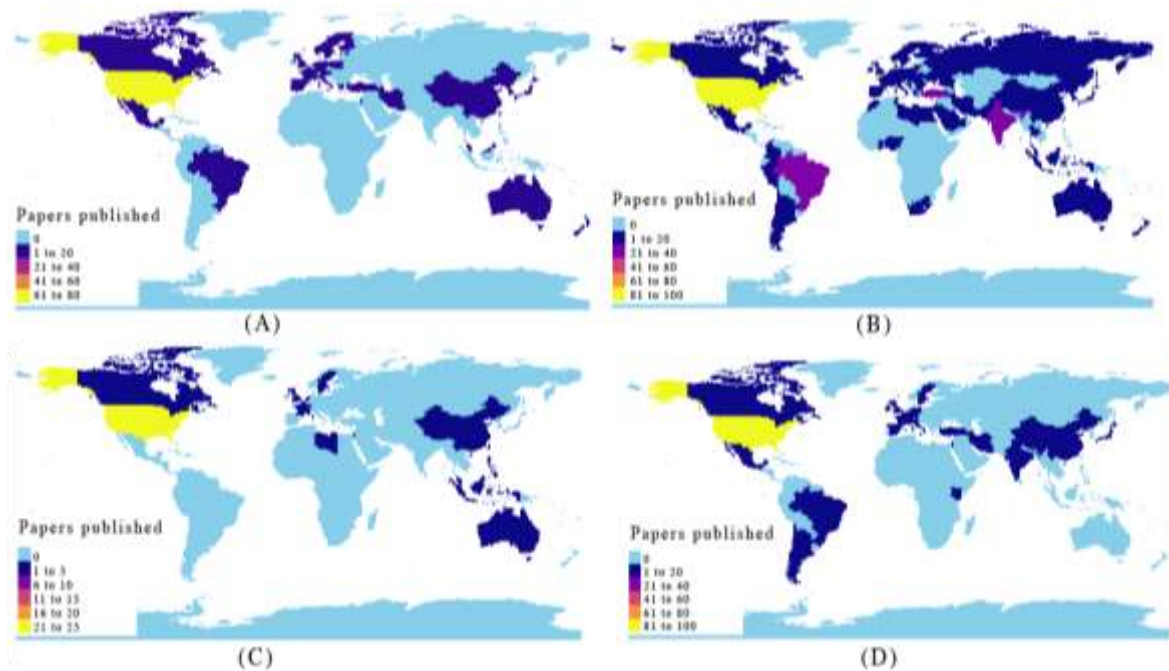 Papers published
0
1 to 20
21 to 40
41 to 60
61 to 80
(A)
Papers published
0
1 to 20
21 to 40
41 to 80
61 to 80
81 to 500
(B)
Papers published
0
1 to 5
6 to 10
11 to 15
16 to 20
21 to 25
(C)
Papers published
0
1 to 20
21 to 40
41 to 60
61 to 80
81 to 100
(D)